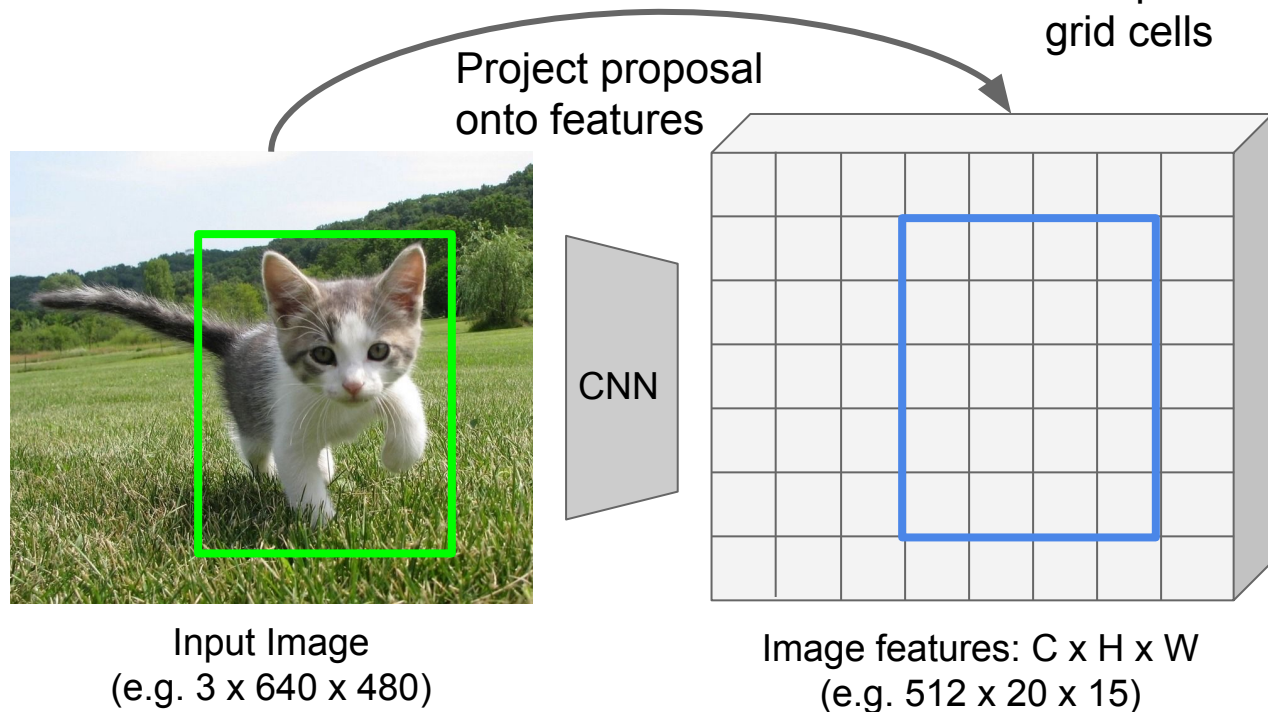 grid cells
Project proposal
onto features
CNN
Input Image
(e.g. 3 x 640 x 480)
Image features: C x H x W
(e.g. 512 x 20 x 15)